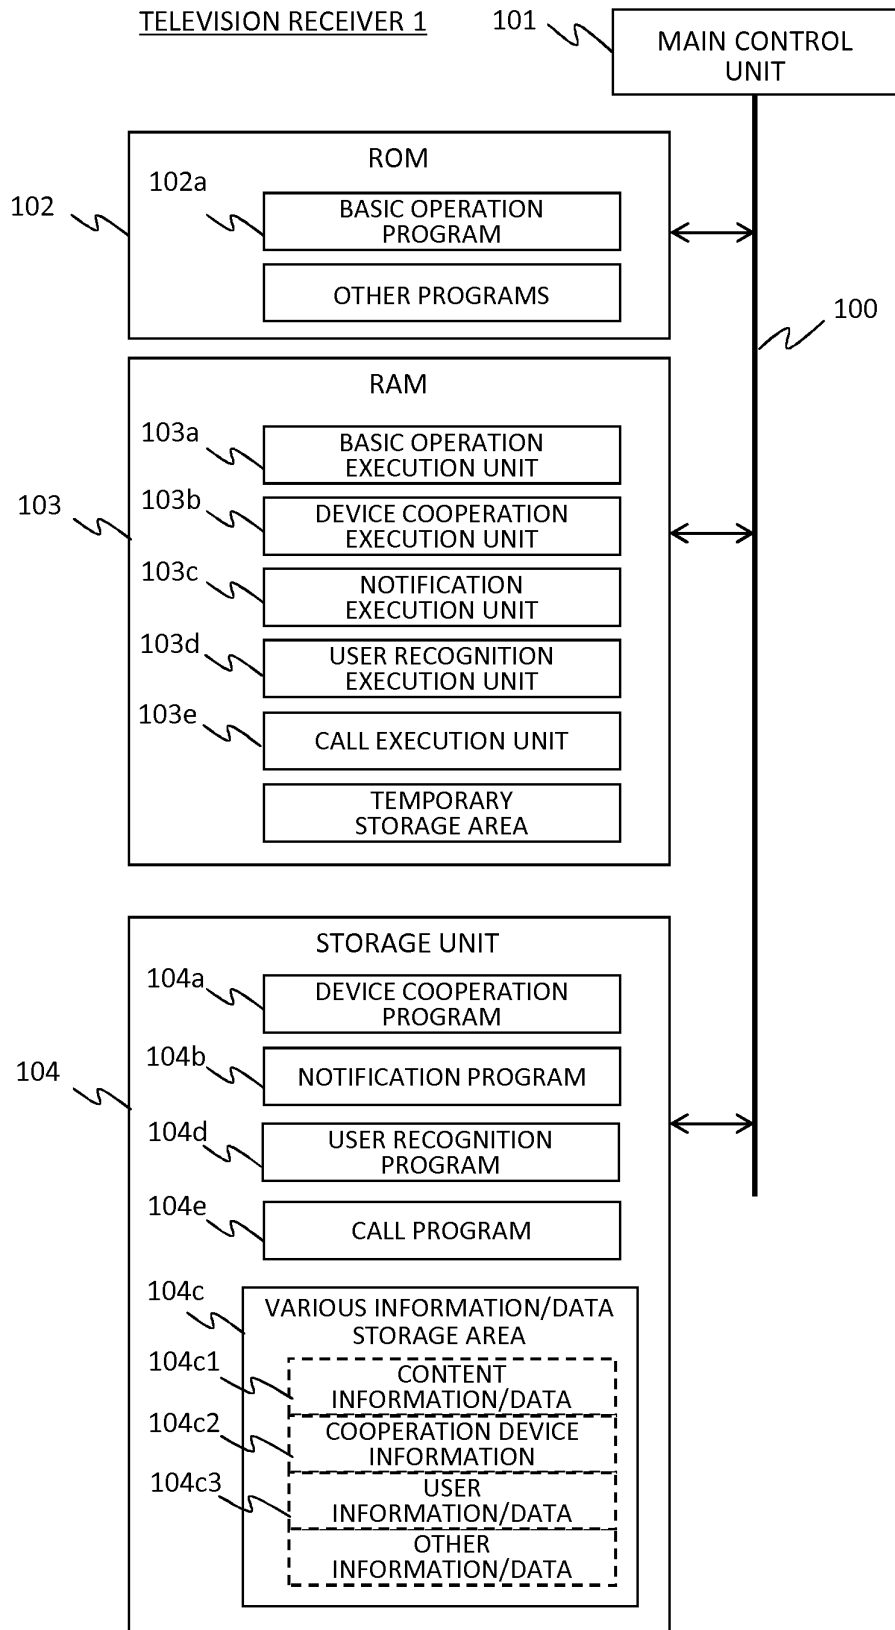 TELEVISION RECEIVER 1
101
MAIN CONTROL
UNIT
ROM
102
102a
BASIC OPERATION
PROGRAM
OTHER PROGRAMS
100
RAM
103
103a
BASIC OPERATION
EXECUTION UNIT
103b
DEVICE COOPERATION
EXECUTION UNIT
103c
NOTIFICATION
EXECUTION UNIT
103d
USER RECOGNITION
EXECUTION UNIT
103e
CALL EXECUTION UNIT
TEMPORARY
STORAGE AREA
STORAGE UNIT
104
104a
DEVICE COOPERATION
PROGRAM
104b
NOTIFICATION PROGRAM
104d
USER RECOGNITION
PROGRAM
104e
CALL PROGRAM
104c
VARIOUS INFORMATION/DATA
STORAGE AREA
104c1
CONTENT
INFORMATION/DATA
104c2
COOPERATION DEVICE
INFORMATION
104c3
USER
INFORMATION/DATA
OTHER
INFORMATION/DATA